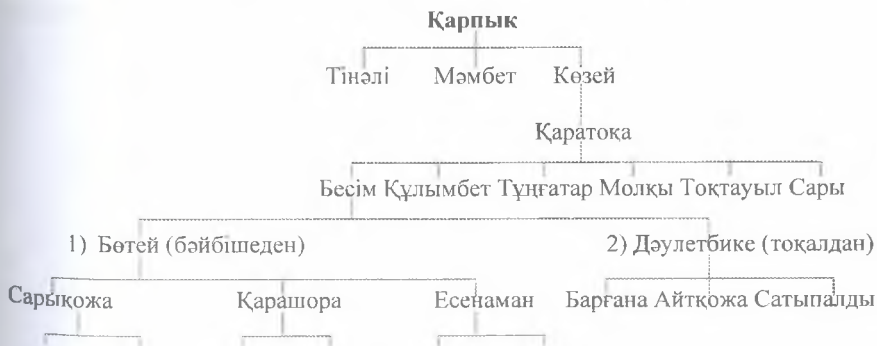 Қарпык
Тінәлі Мәмбет Көзей
Қаратоқа
Бесім Құлымбет Тұңғатар Молқы Тоқтауыл Сары
1) Бөтей (бәйбішеден) 2) Дәулетбике (тоқалдан)
Сарықожа Қарашора Есенаман Барғана Айтқожа Сатыпалды